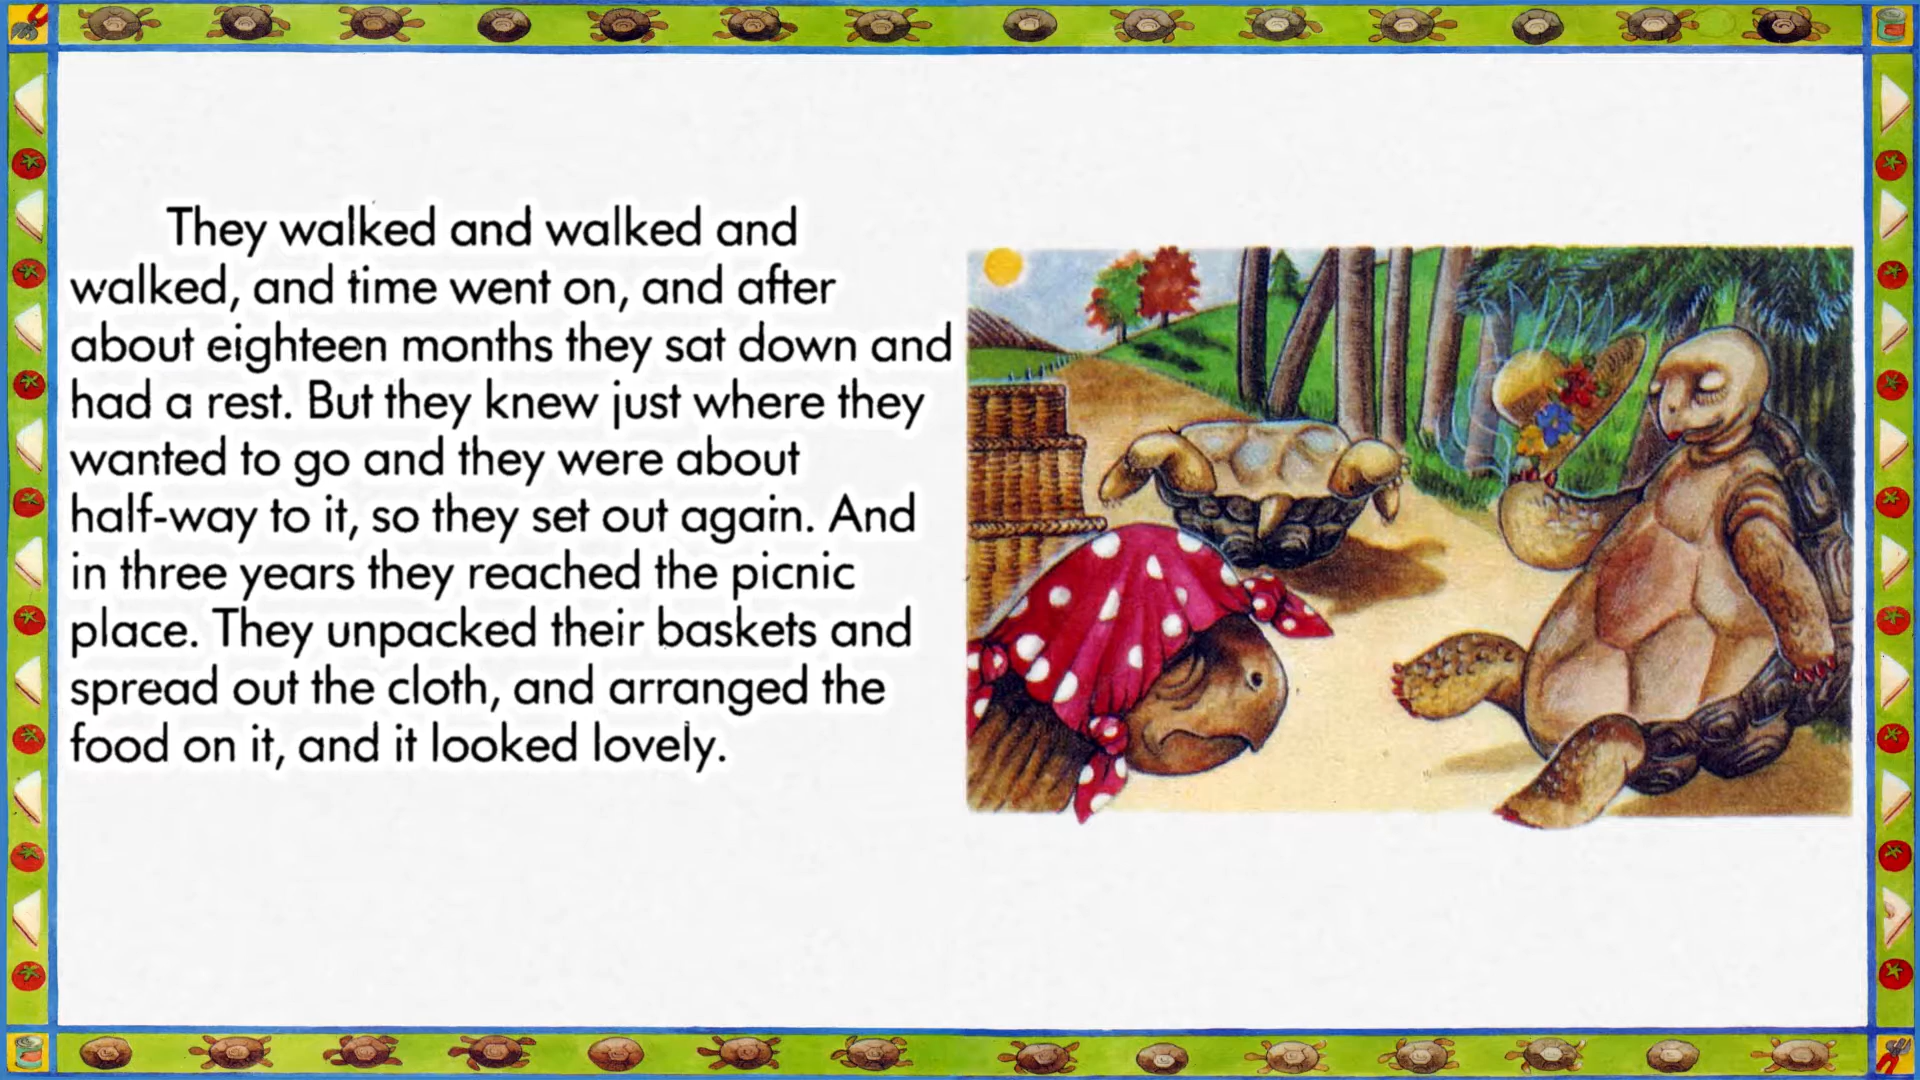 They walked and walked and
walked, and time went on, and after
about eighteen months they sat down and
had a rest. But they knew just where they
wanted to go and they were about
half-way to it, so they set out again. And
in three years they reached the picnic
place. They unpacked their baskets and
spread out the cloth, and arranged the
food on it, and it looked lovely.